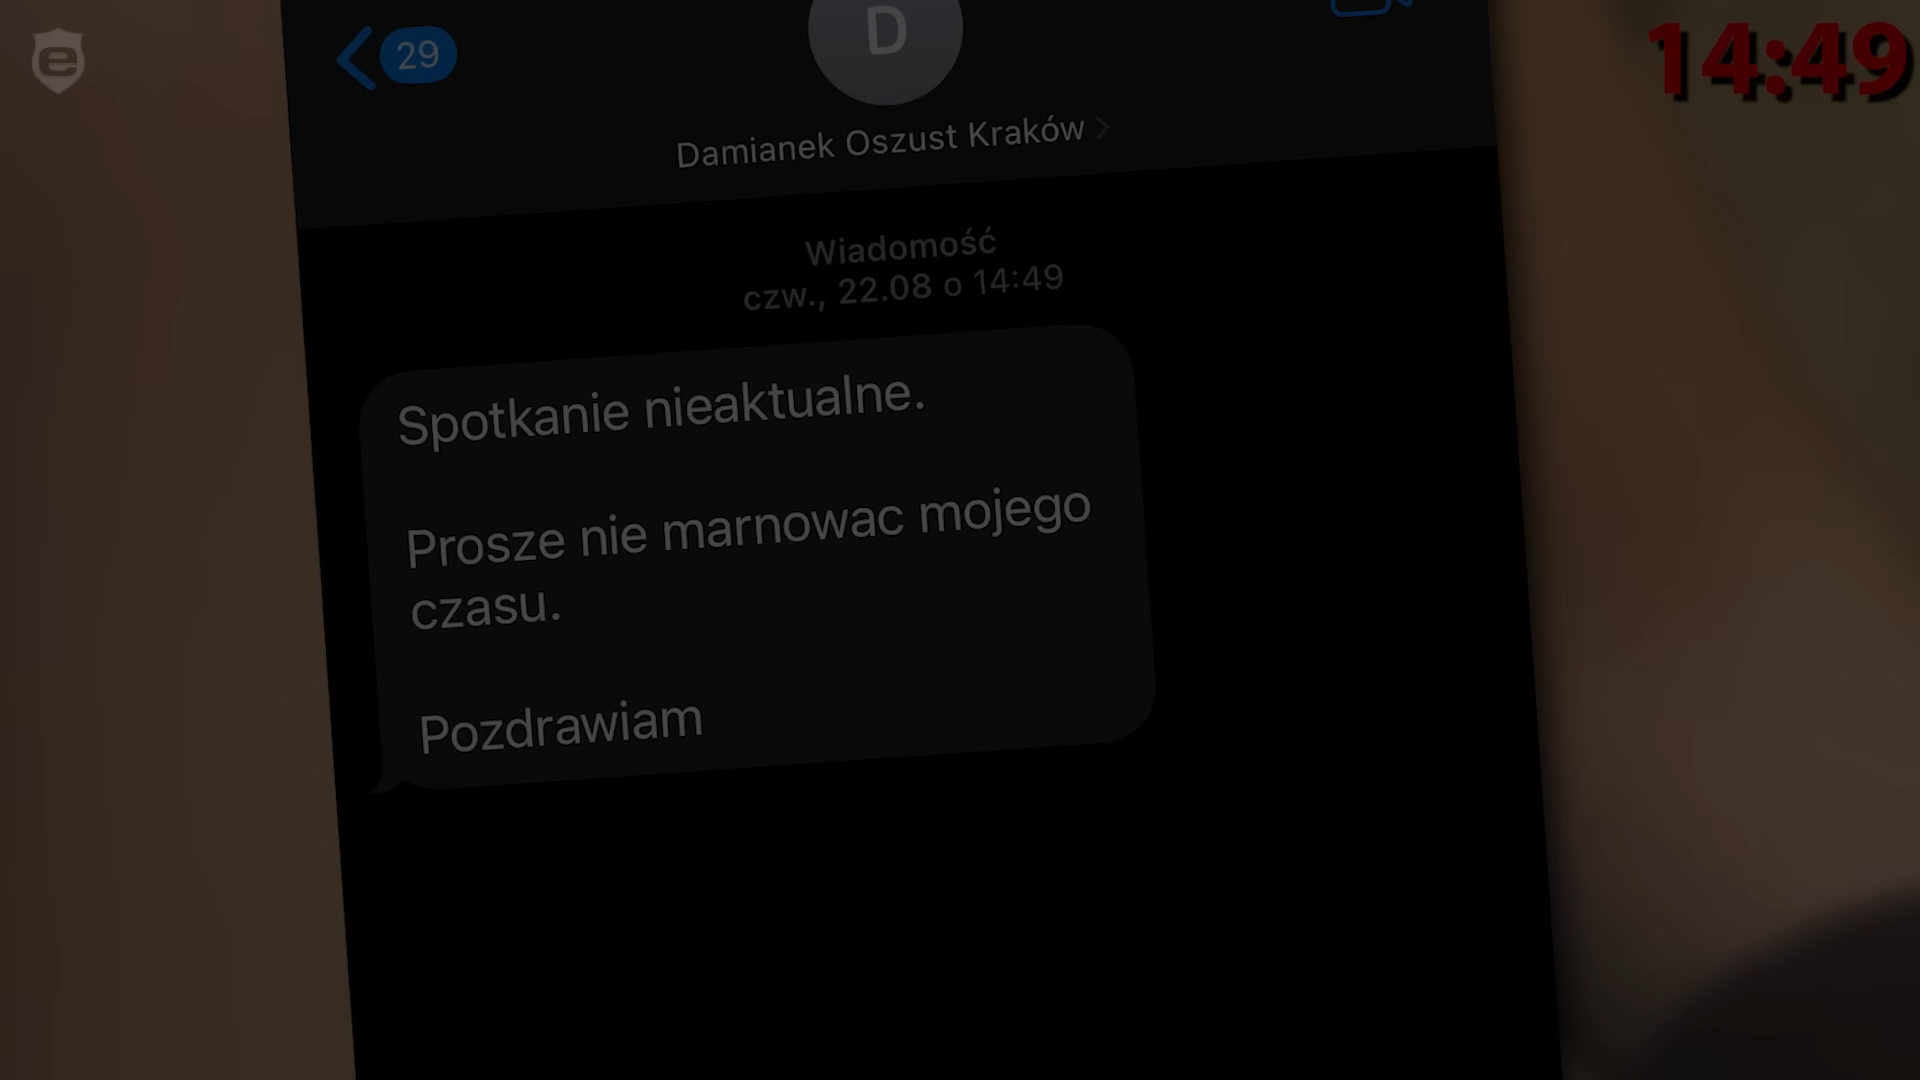 29
D
14:49
Damianek Oszust Kraków
Wiadomość
czw., 22.08 o 14:49
Spotkanie nieaktualne.
Prosze nie marnowac mojego
czasu.
Pozdrawiam
e